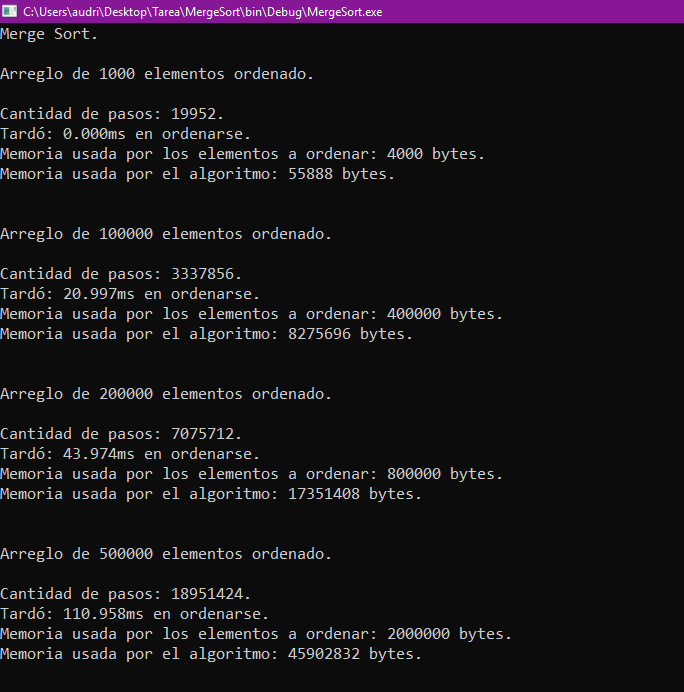 C:\Users\audri\Desktop\Tarea\MergeSort\bin\Debug\MergeSort.exe
Merge Sort.
Arreglo de 1000 elementos ordenado.
Cantidad de pasos: 19952.
Tardó: 0.000ms en ordenarse.
Memoria usada por los elementos a ordenar: 4000 bytes.
Memoria usada por el algoritmo: 55888 bytes.
Arreglo de 100000 elementos ordenado.
Cantidad de pasos: 3337856.
Tardó: 20.997ms en ordenarse.
Memoria usada por los elementos a ordenar: 400000 bytes.
Memoria usada por el algoritmo: 8275696 bytes.
Arreglo de 200000 elementos ordenado.
Cantidad de pasos: 7075712.
Tardó: 43.974ms en ordenarse.
Memoria usada por los elementos a ordenar: 800000 bytes.
Memoria usada por el algoritmo: 17351408 bytes.
Arreglo de 500000 elementos ordenado.
Cantidad de pasos: 18951424.
Tardó: 110.958ms en ordenarse.
Memoria usada por los elementos a ordenar: 2000000 bytes.
Memoria usada por el algoritmo: 45902832 bytes.